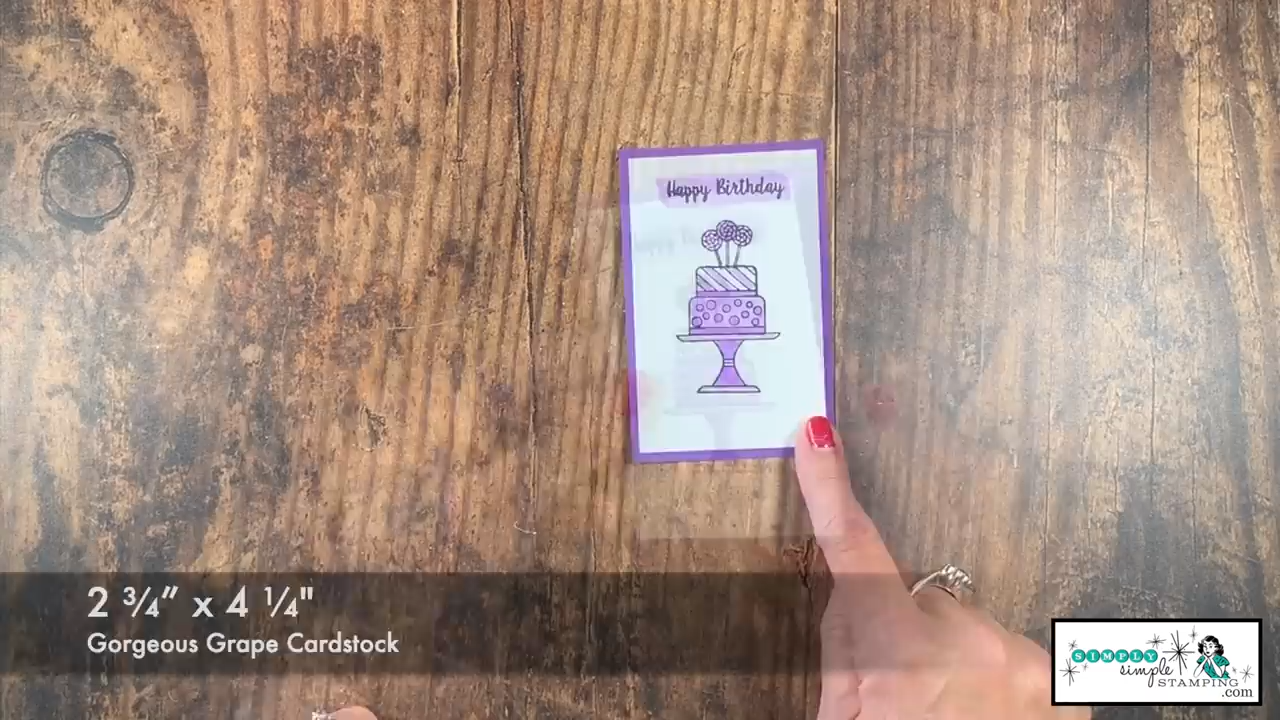 Happy Birthday
2 ¾” x 4 ¼"
Gorgeous Grape Cardstock
SIMPLY
simple
STAMPING
.com